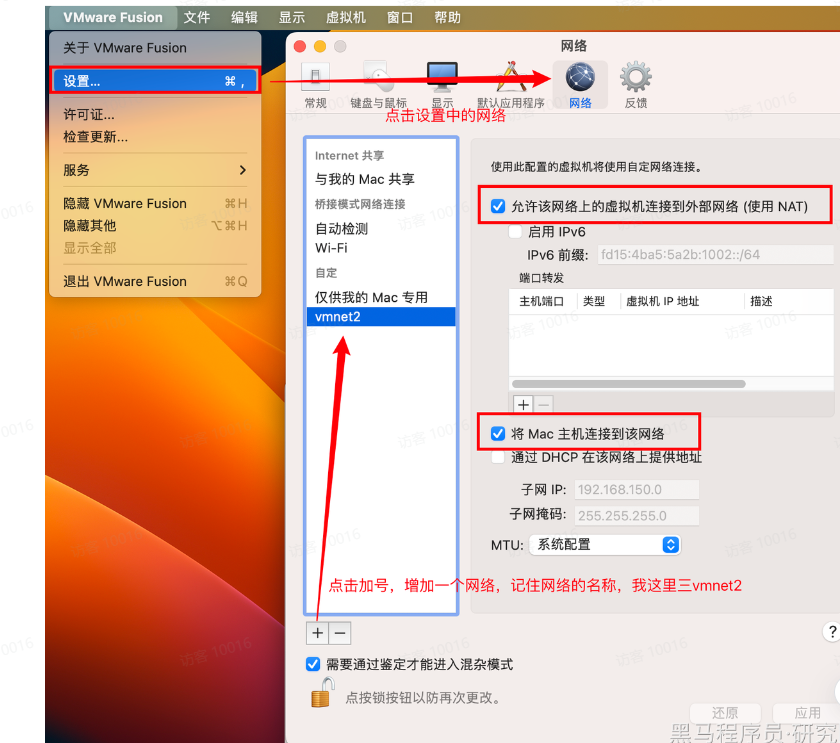 VMware Fusion 文件 编辑 显示 虚拟机 窗口 帮助
关于 VMware Fusion
设置... ⌘ ,
许可证...
检查更新...
服务
隐藏 VMware Fusion ⌘H
隐藏其他 ⌥⌘H
显示全部
退出 VMware Fusion ⌘Q
网络
常规 键盘与鼠标 显示 默认应用程序 网络 反馈
点击设置中的网络
Internet 共享
与我的 Mac 共享
桥接模式网络连接
自动检测
Wi-Fi
自定
仅供我的 Mac 专用
vmnet2
使用此配置的虚拟机将使用自定网络连接。
允许该网络上的虚拟机连接到外部网络 (使用 NAT)
启用 IPv6
IPv6 前缀: fd15:4ba5:5a2b:1002::/64
端口转发
主机端口 类型 虚拟机 IP 地址 描述
+ −
将 Mac 主机连接到该网络
通过 DHCP 在该网络上提供地址
子网 IP: 192.168.150.0
子网掩码: 255.255.255.0
MTU: 系统配置
点击加号，增加一个网络，记住网络的名称，我这里三vmnet2
+ −
?
需要通过鉴定才能进入混杂模式
点按锁按钮以防再次更改。
还原 应用
黑马程序员·研究
访客 10016